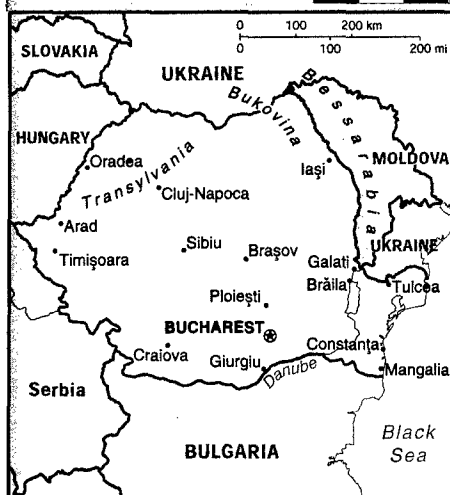 0 100 200 km
0 100 200 mi
SLOVAKIA
UKRAINE
HUNGARY
Bukovina
Bessarabia
Oradea
Transylvania
Iaşi
MOLDOVA
Cluj-Napoca
Arad
Timişoara
Sibiu
Braşov
UKRAINE
Galati
Brăila
Tulcea
Ploieşti
BUCHAREST
Constanţa
Craiova
Giurgiu
Danube
Mangalia
Serbia
BULGARIA
Black
Sea